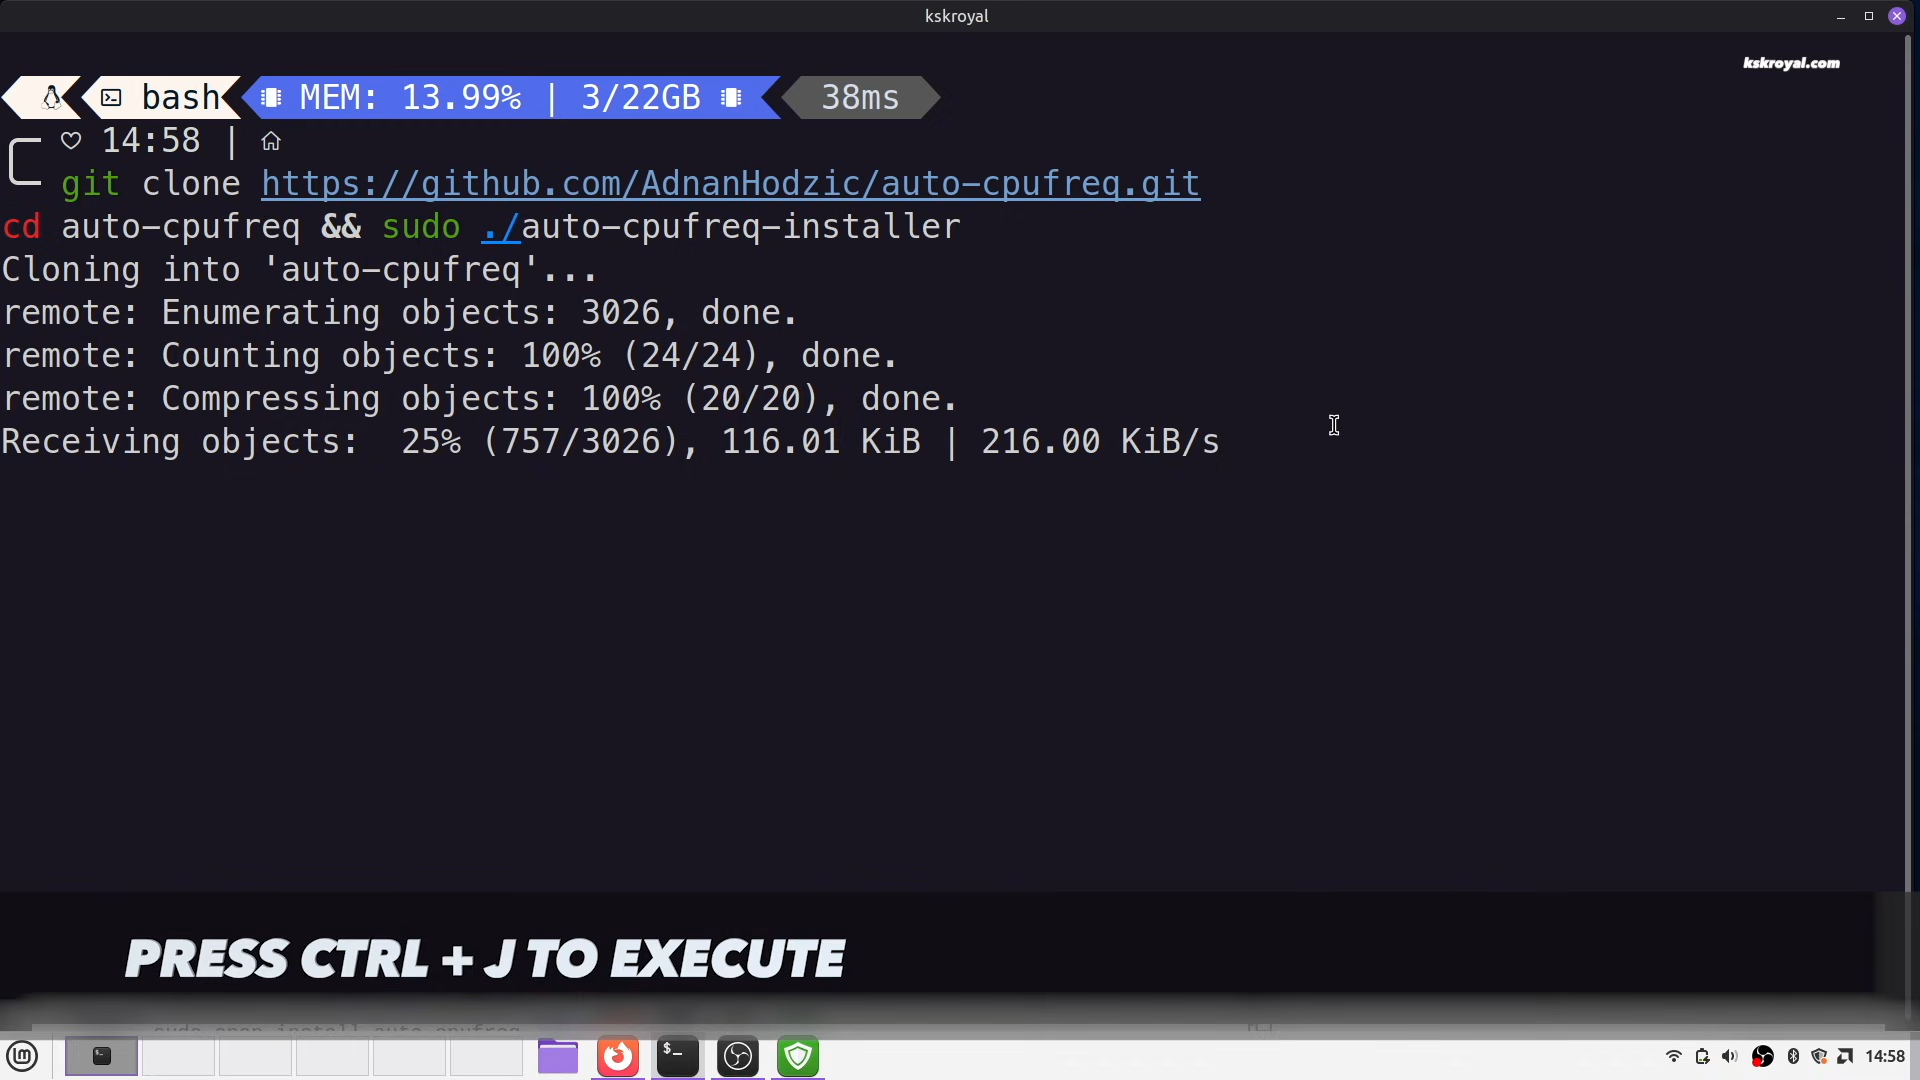 kskroyal
kskroyal.com
bash MEM: 13.99% | 3/22GB 38ms
14:58 |
git clone https://github.com/AdnanHodzic/auto-cpufreq.git
cd auto-cpufreq && sudo ./auto-cpufreq-installer
Cloning into 'auto-cpufreq'...
remote: Enumerating objects: 3026, done.
remote: Counting objects: 100% (24/24), done.
remote: Compressing objects: 100% (20/20), done.
Receiving objects:  25% (757/3026), 116.01 KiB | 216.00 KiB/s
PRESS CTRL + J TO EXECUTE
14:58